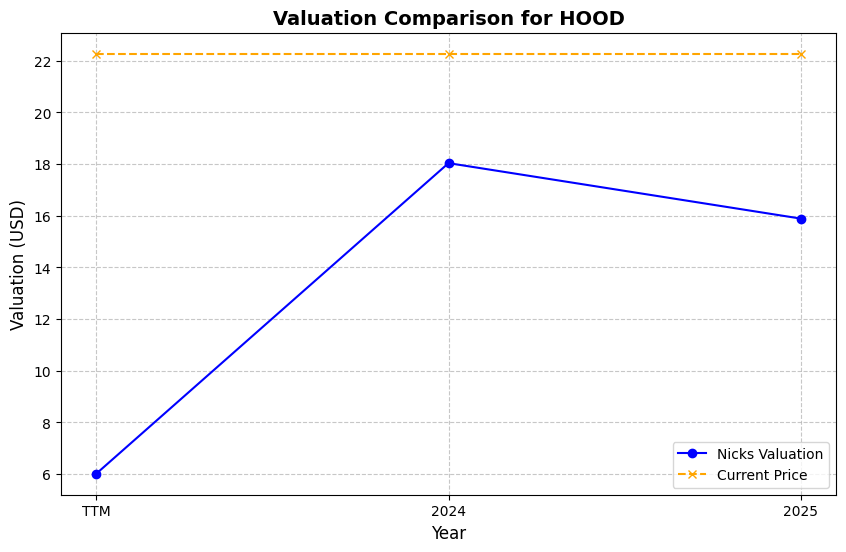 Valuation Comparison for HOOD
Valuation (USD)
22
20
18
16
14
12
10
8
6
TTM
2024
2025
Year
Nicks Valuation
Current Price